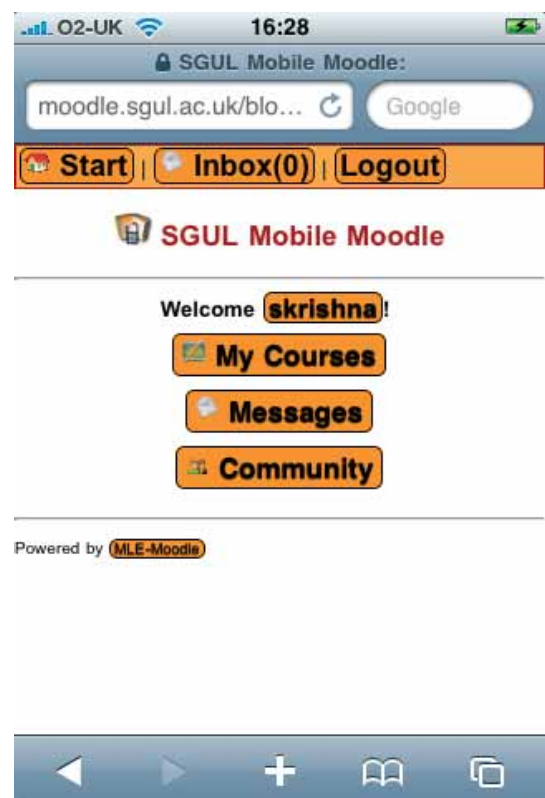 O2-UK 16:28
SGUL Mobile Moodle:
moodle.sgul.ac.uk/blo... Google
Start | Inbox(0) | Logout
SGUL Mobile Moodle
Welcome skrishna!
My Courses
Messages
Community
Powered by MLE-Moodle